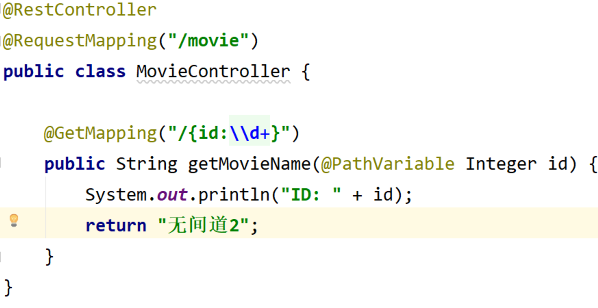 @RestController
@RequestMapping("/movie")
public class MovieController {
@GetMapping("/{id:\\d+}")
public String getMovieName(@PathVariable Integer id) {
System.out.println("ID: " + id);
return "无间道2";
}
}